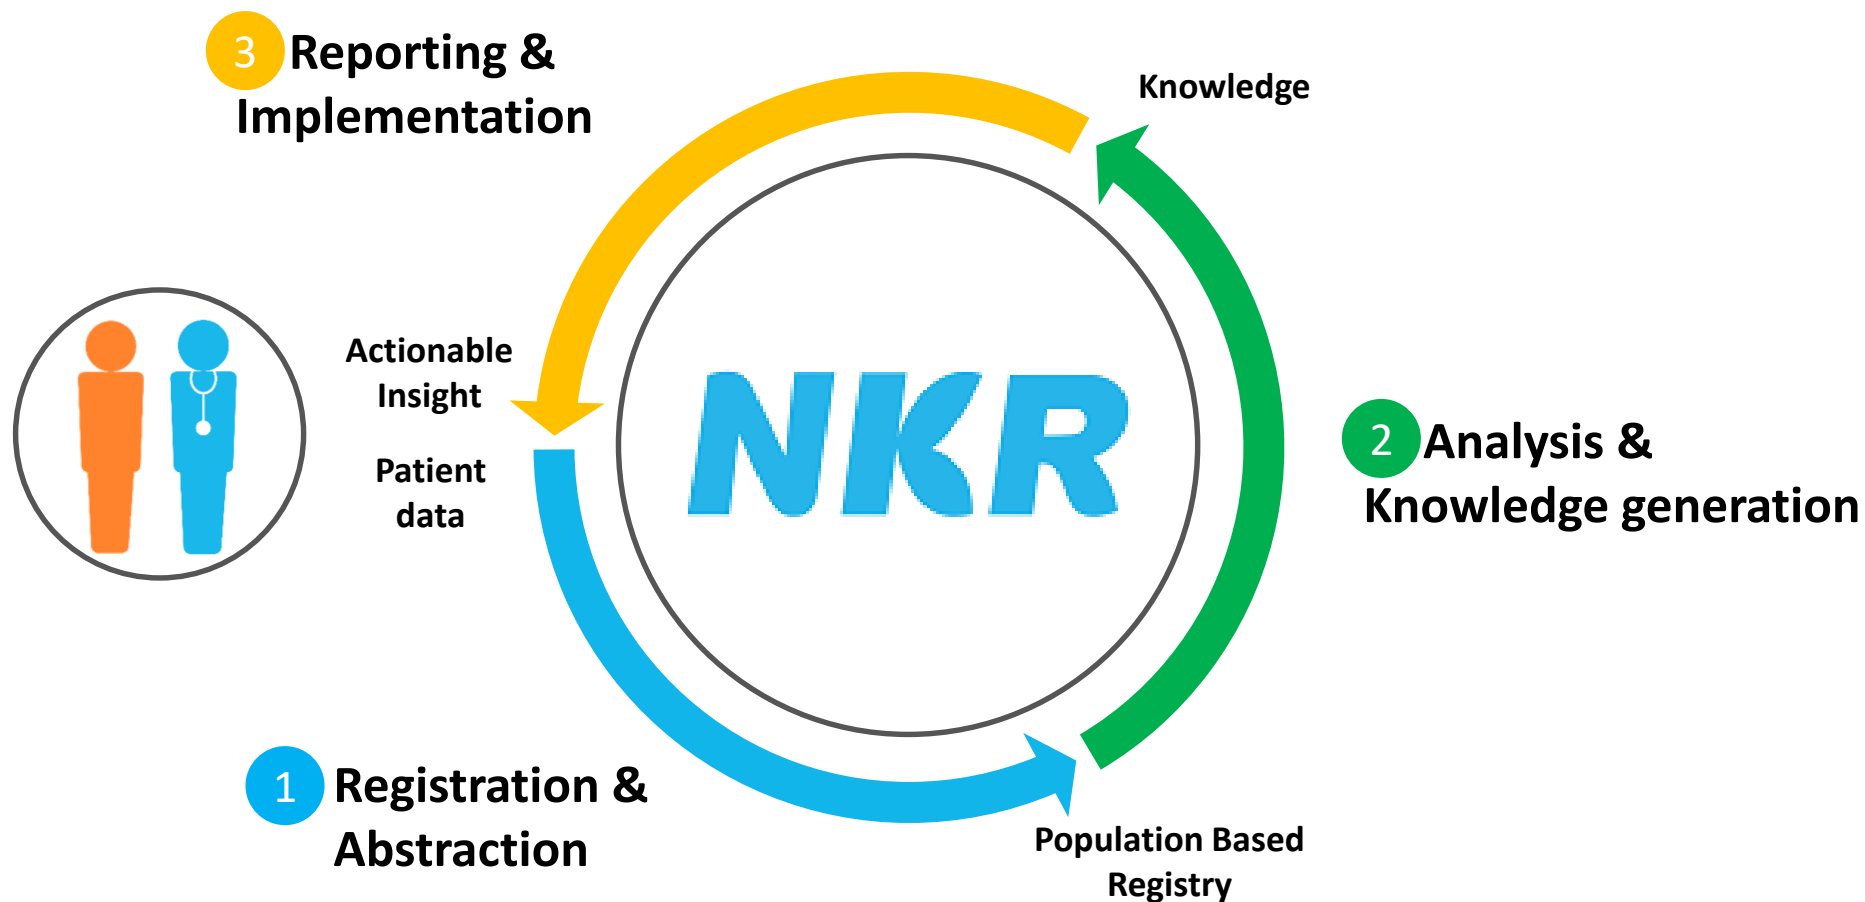 3 Reporting &
Implementation
Knowledge
Actionable
Insight
Patient
data
NKR
2 Analysis &
Knowledge generation
1 Registration &
Abstraction
Population Based
Registry